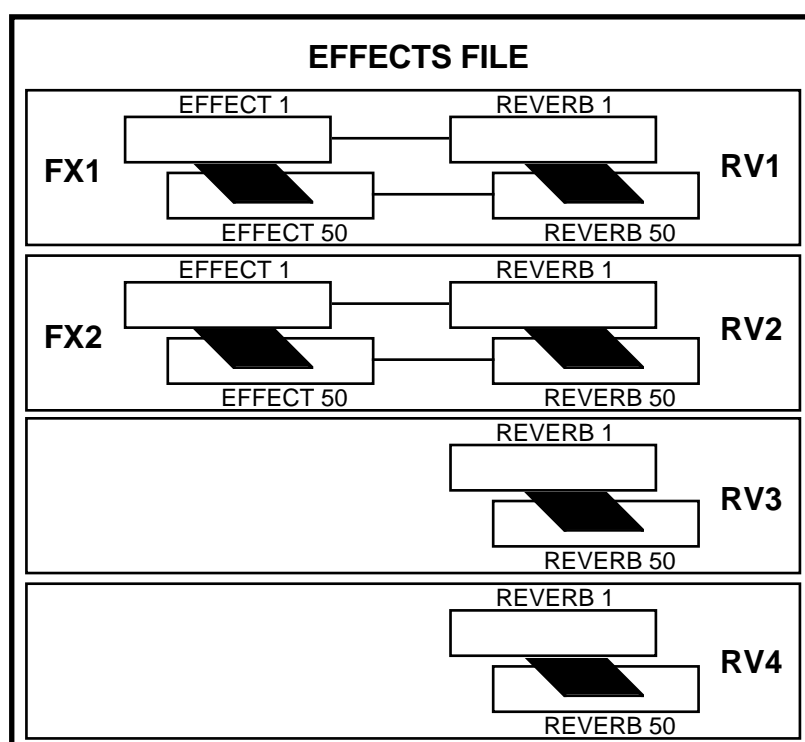 EFFECTS FILE
EFFECT 1 REVERB 1
FX1 RV1
EFFECT 50 REVERB 50
EFFECT 1 REVERB 1
FX2 RV2
EFFECT 50 REVERB 50
REVERB 1
RV3
REVERB 50
REVERB 1
RV4
REVERB 50